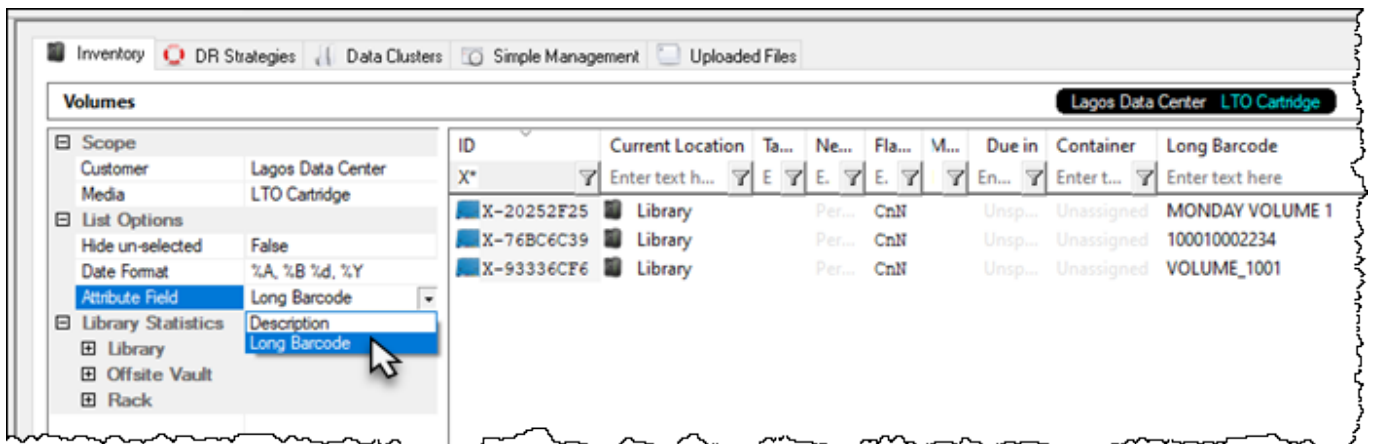 Inventory DR Strategies Data Clusters Simple Management Uploaded Files
Volumes Lagos Data Center LTO Cartridge
Scope
Customer Lagos Data Center
Media LTO Cartridge
List Options
Hide un-selected False
Date Format %A, %B %d, %Y
Attribute Field Long Barcode
Library Statistics Description
Long Barcode
Library
Offsite Vault
Rack
ID Current Location Ta... Ne... Fla... M... Due in Container Long Barcode
X* Enter text h... E E. E. En... Enter t... Enter text here
X-20252F25 Library Per... CnN Unsp... Unassigned MONDAY VOLUME 1
X-76BC6C39 Library Per... CnN Unsp... Unassigned 100010002234
X-93336CF6 Library Per... CnN Unsp... Unassigned VOLUME_1001